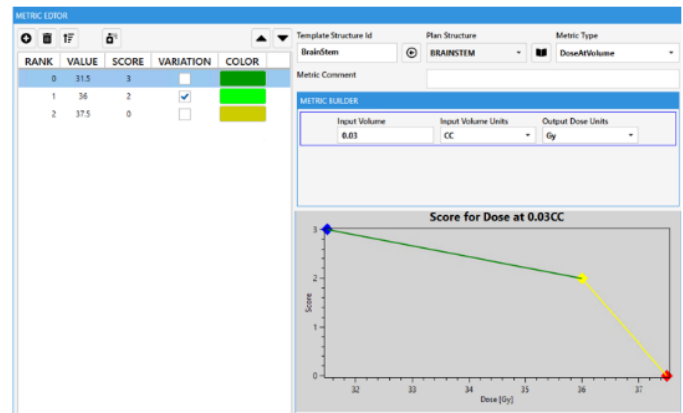 METRIC EDITOR
RANK VALUE SCORE VARIATION COLOR
0 31.5 3
1 36 2
2 37.5 0
Template Structure Id Plan Structure Metric Type
BrainStem BRAINSTEM DoseAtVolume
Metric Comment
METRIC BUILDER
Input Volume Input Volume Units Output Dose Units
0.03 CC Gy
Score for Dose at 0.03CC
3
2
1
0
Score
32 33 34 35 36 37
Dose [Gy]